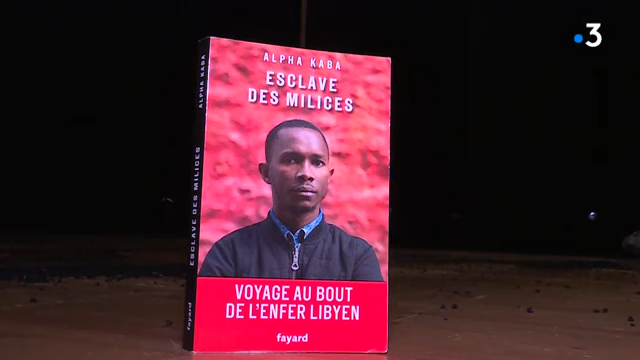 3
ALPHA KABA
ESCLAVE
DES MILICES
VOYAGE AU BOUT
DE L'ENFER LIBYEN
fayard
ALPHA KABA
ESCLAVE DES MILICES
fayard